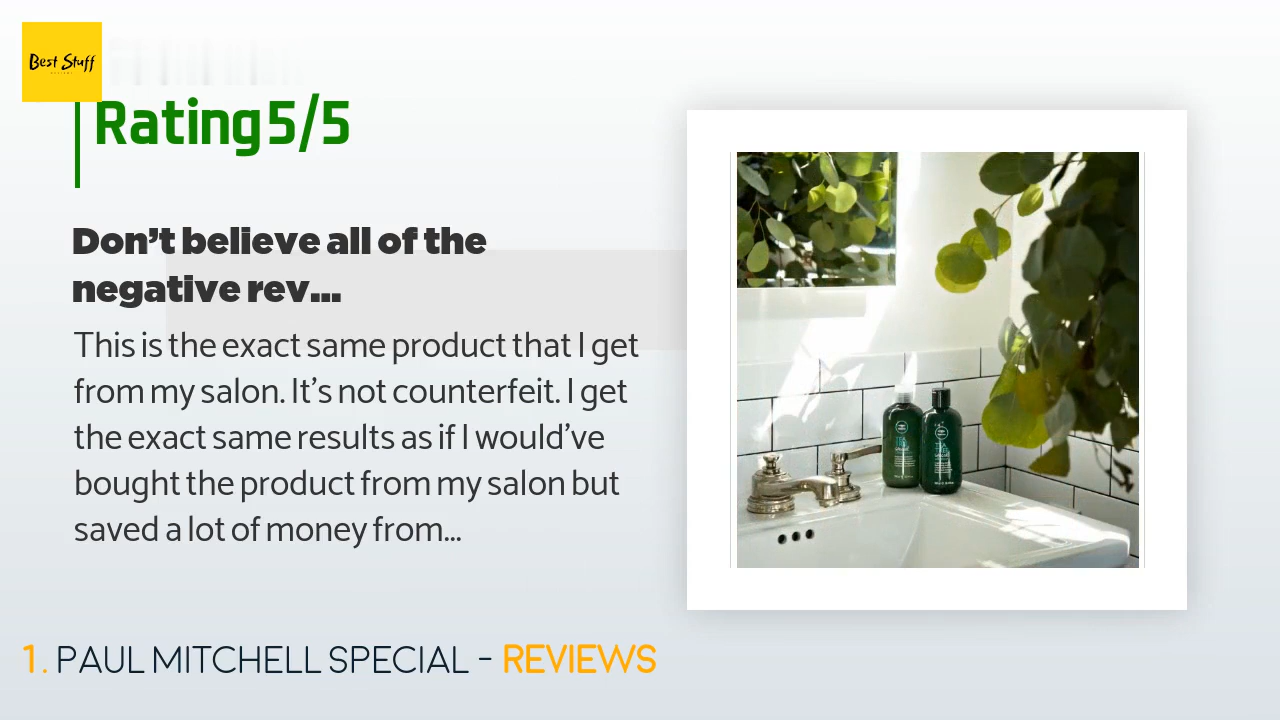 Best Stuff
Rating 5/5
Don't believe all of the
negative rev...
This is the exact same product that I get
from my salon. It's not counterfeit. I get
the exact same results as if I would've
bought the product from my salon but
saved a lot of money from...
TEA
1. PAUL MITCHELL SPECIAL - REVIEWS